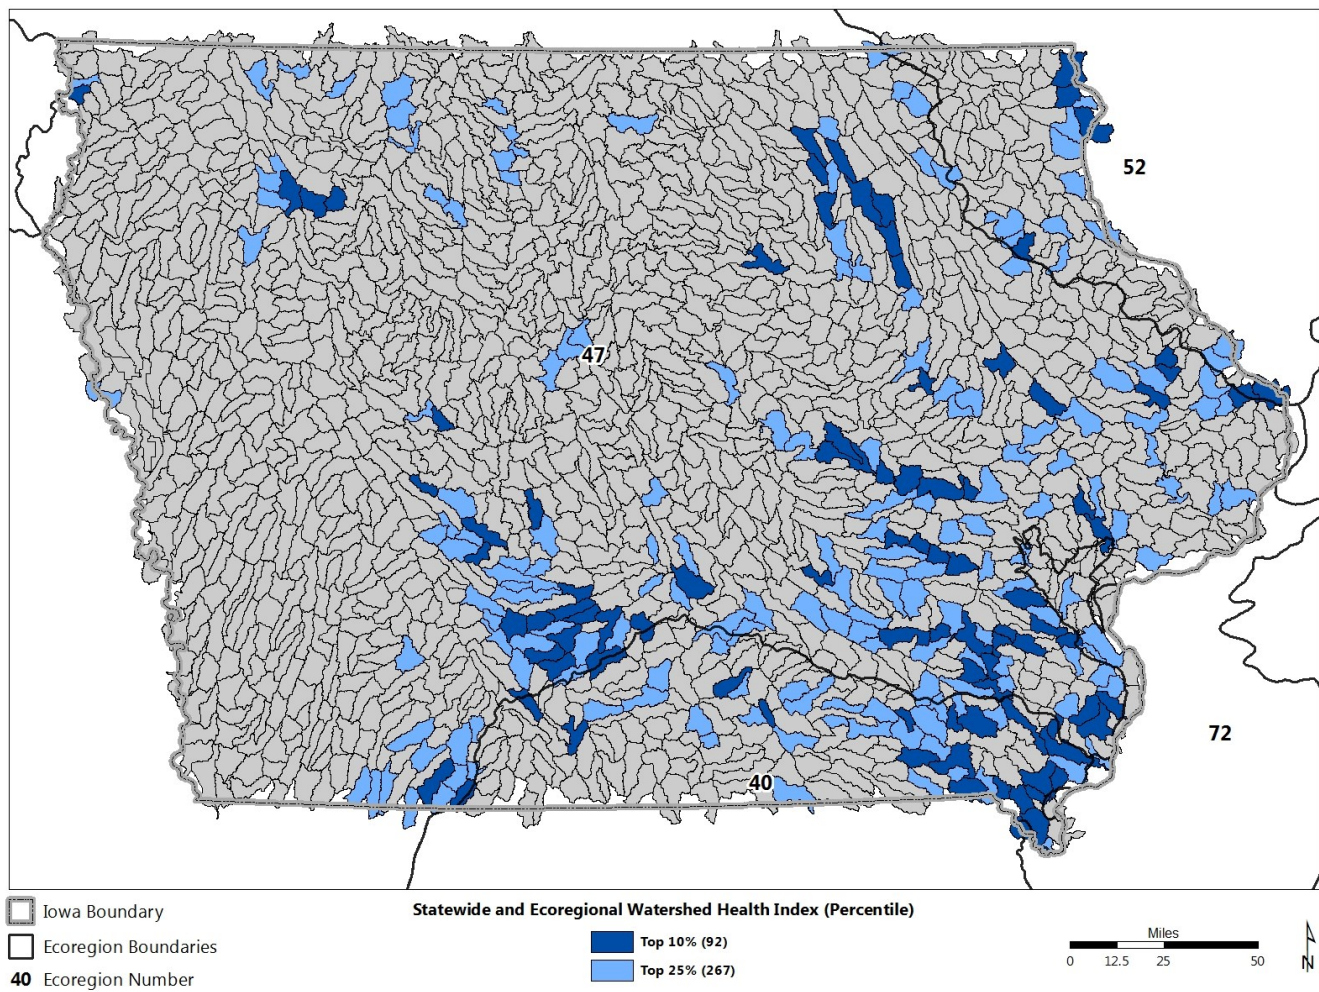 52
47
72
40
Iowa Boundary
Ecoregion Boundaries
40 Ecoregion Number
Statewide and Ecoregional Watershed Health Index (Percentile)
Top 10% (92)
Top 25% (267)
Miles
0 12.5 25 50
N